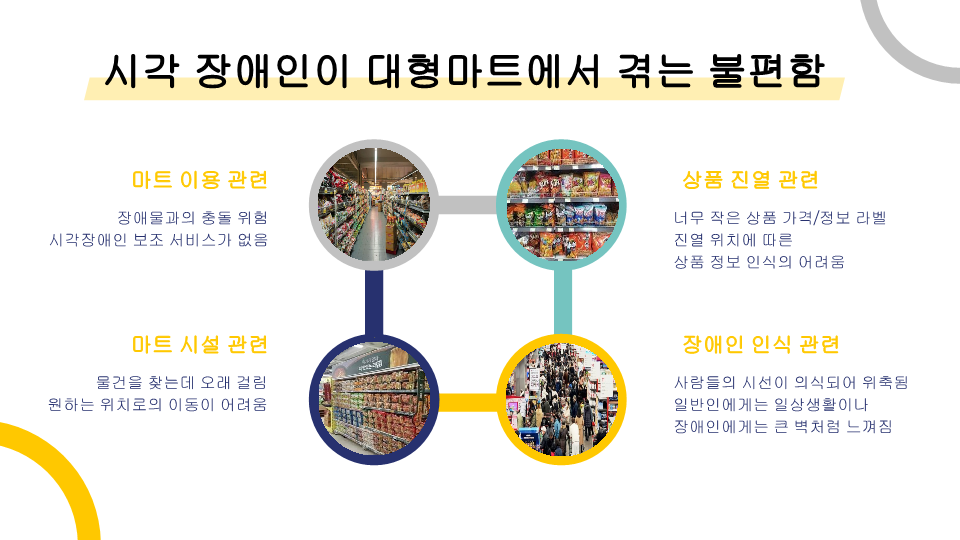 시각 장애인이 대형마트에서 겪는 불편함
마트 이용 관련
장애물과의 충돌 위험
시각장애인 보조 서비스가 없음
상품 진열 관련
너무 작은 상품 가격/정보 라벨
진열 위치에 따른
상품 정보 인식의 어려움
마트 시설 관련
물건을 찾는데 오래 걸림
원하는 위치로의 이동이 어려움
장애인 인식 관련
사람들의 시선이 의식되어 위축됨
일반인에게는 일상생활이나
장애인에게는 큰 벽처럼 느껴짐